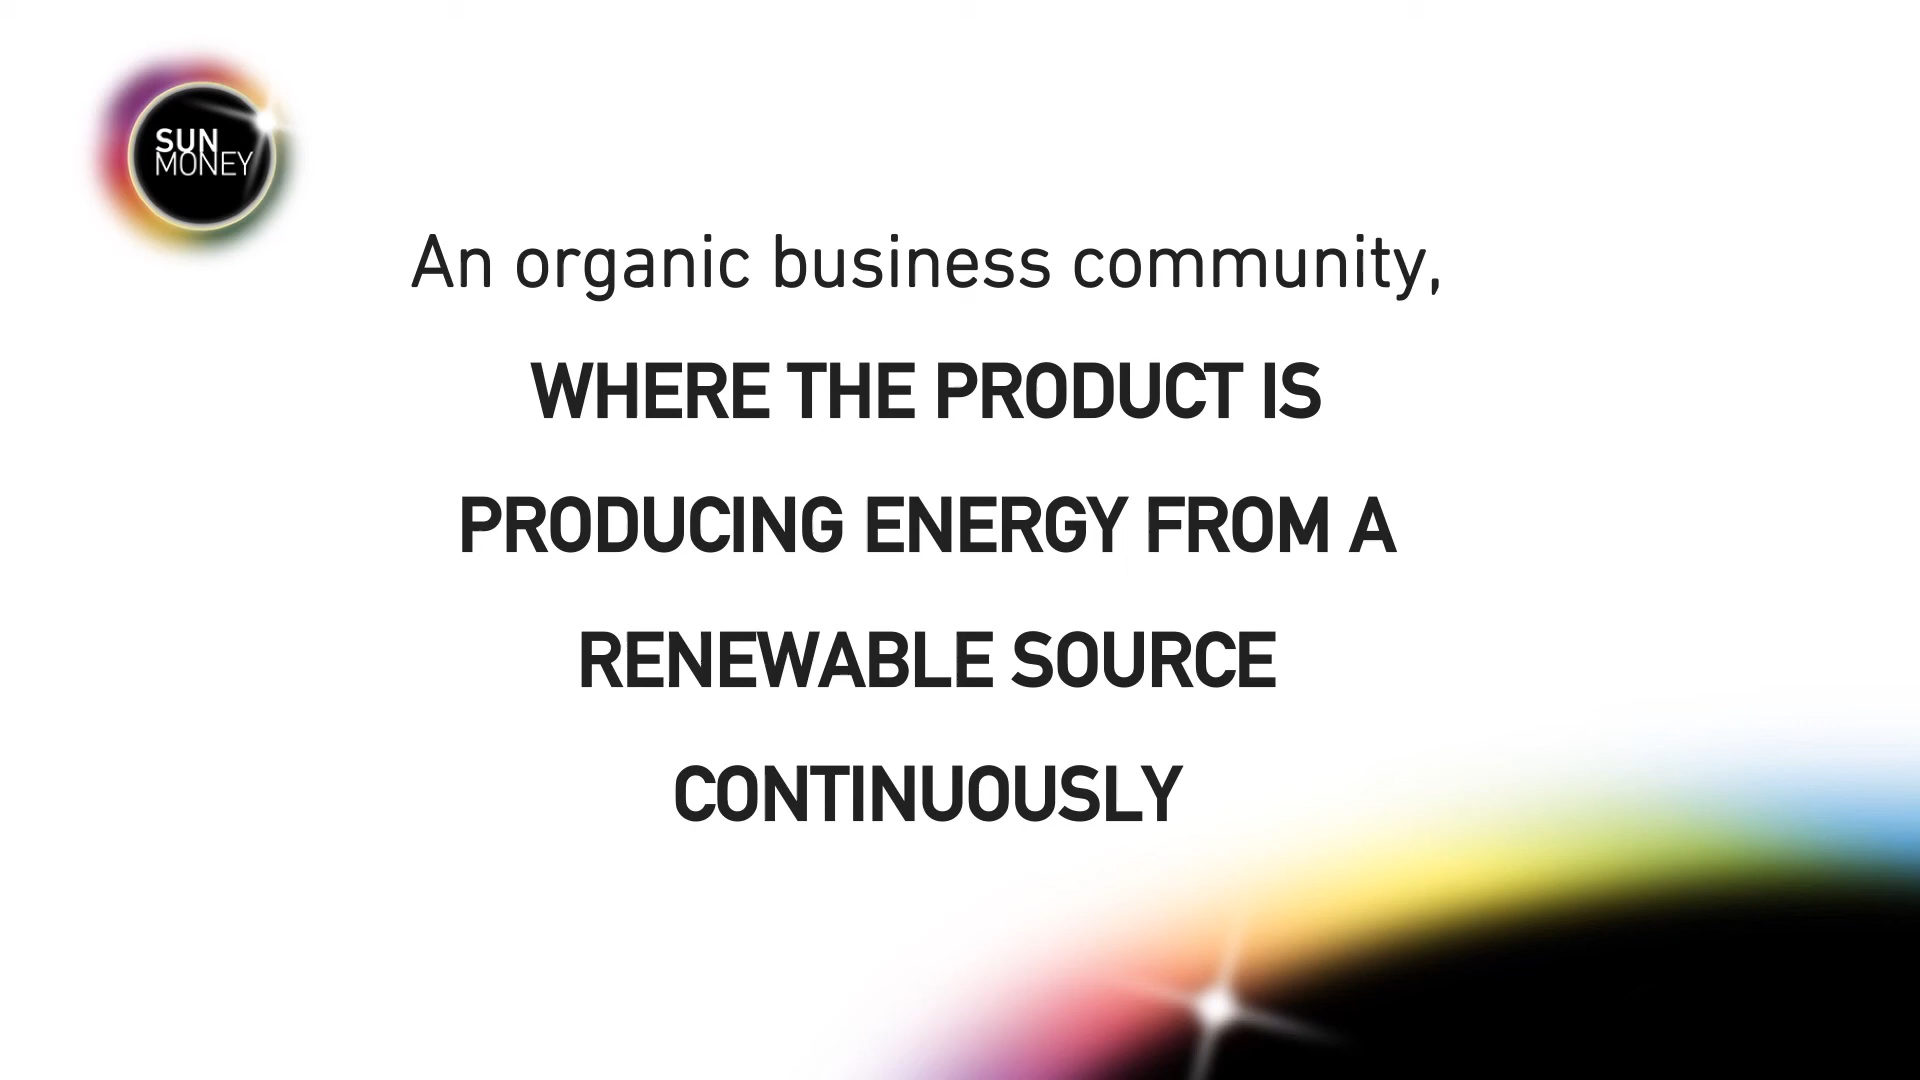 SUN
MONEY
An organic business community,
WHERE THE PRODUCT IS
PRODUCING ENERGY FROM A
RENEWABLE SOURCE
CONTINUOUSLY